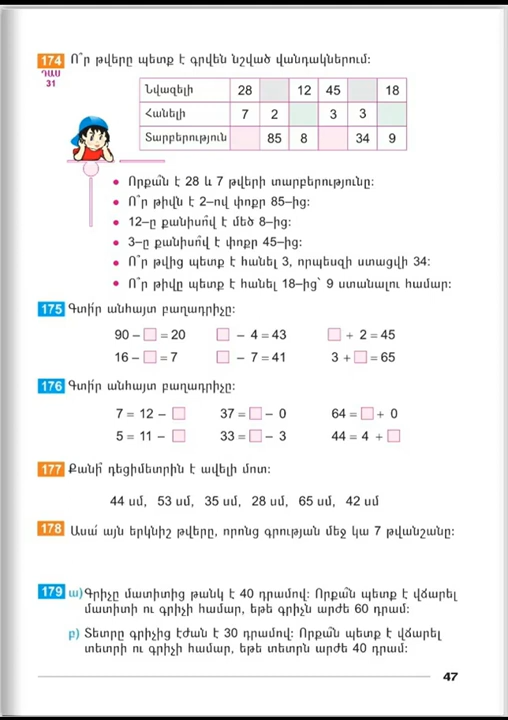 174 Ո՞ր թվերը պետք է գրվեն նշված վանդակներում:
ԴԱՍ
31
Նվազելի 28 12 45 18
Հանելի 7 2 3 3
Տարբերություն 85 8 34 9
• Որքա՞ն է 28 և 7 թվերի տարբերությունը:
• Ո՞ր թիվն է 2–ով փոքր 85–ից:
• 12–ը քանիսո՞վ է մեծ 8–ից:
• 3–ը քանիսո՞վ է փոքր 45–ից:
• Ո՞ր թվից պետք է հանել 3, որպեսզի ստացվի 34:
• Ո՞ր թիվը պետք է հանել 18–ից՝ 9 ստանալու համար:
175 Գտի՛ր անհայտ բաղադրիչը:
90 – □ = 20 □ – 4 = 43 □ + 2 = 45
16 – □ = 7 □ – 7 = 41 3 + □ = 65
176 Գտի՛ր անհայտ բաղադրիչը:
7 = 12 – □ 37 = □ – 0 64 = □ + 0
5 = 11 – □ 33 = □ – 3 44 = 4 + □
177 Քանի՞ դեցիմետրին է ավելի մոտ:
44 սմ, 53 սմ, 35 սմ, 28 սմ, 65 սմ, 42 սմ
178 Ասա՛ այն երկնիշ թվերը, որոնց գրության մեջ կա 7 թվանշանը:
179 ա) Գրիչը մատիտից թանկ է 40 դրամով: Որքա՞ն պետք է վճարել
մատիտի ու գրիչի համար, եթե գրիչն արժե 60 դրամ:
բ) Տետրը գրիչից էժան է 30 դրամով: Որքա՞ն պետք է վճարել
տետրի ու գրիչի համար, եթե տետրն արժե 40 դրամ:
47